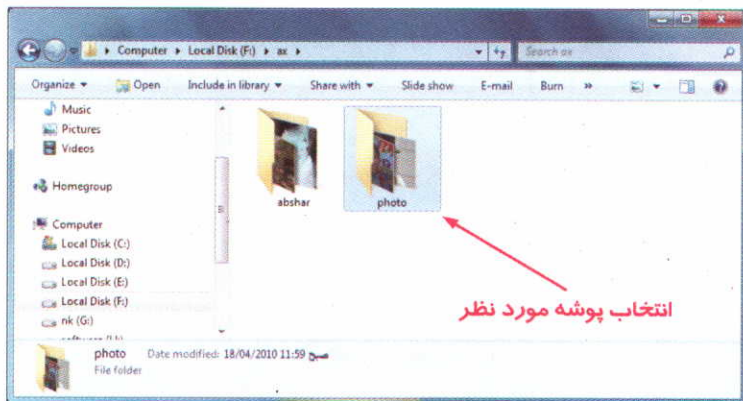 Computer ▸ Local Disk (F:) ▸ ax ▸
Search ax
Organize ▾ Open Include in library ▾ Share with ▾ Slide show E-mail Burn »
Music
Pictures
Videos
Homegroup
Computer
Local Disk (C:)
Local Disk (D:)
Local Disk (E:)
Local Disk (F:)
nk (G:)
abshar
photo
انتخاب پوشه مورد نظر
photo Date modified: 18/04/2010 11:59 صبح
File folder